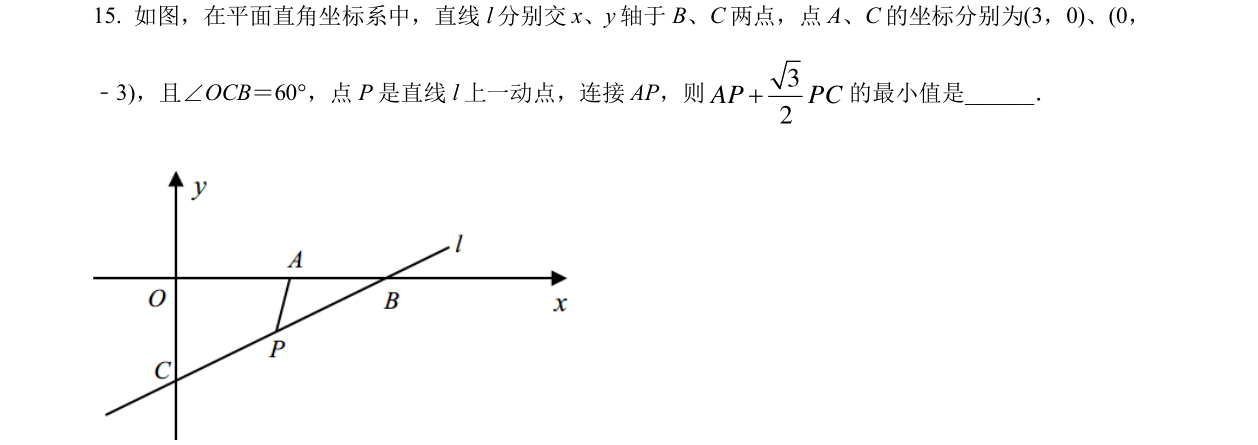 15. 如图，在平面直角坐标系中，直线 l 分别交 x、y 轴于 B、C 两点，点 A、C 的坐标分别为(3，0)、(0，
﹣3)，且∠OCB＝60°，点 P 是直线 l 上一动点，连接 AP，则 AP + \frac{\sqrt{3}}{2} PC 的最小值是______．
y
l
A
O
B
x
P
C